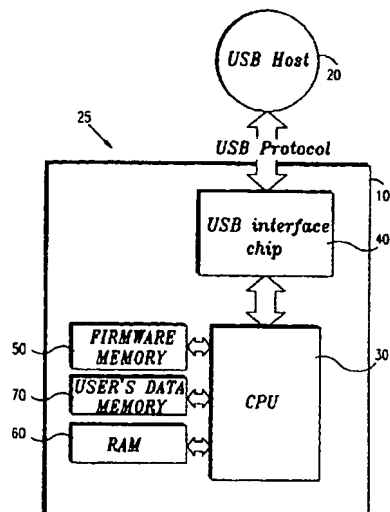 USB Host
20
25
USB Protocol
10
USB interface
chip
40
FIRMWARE
MEMORY
50
30
USER'S DATA
MEMORY
70
CPU
60
RAM